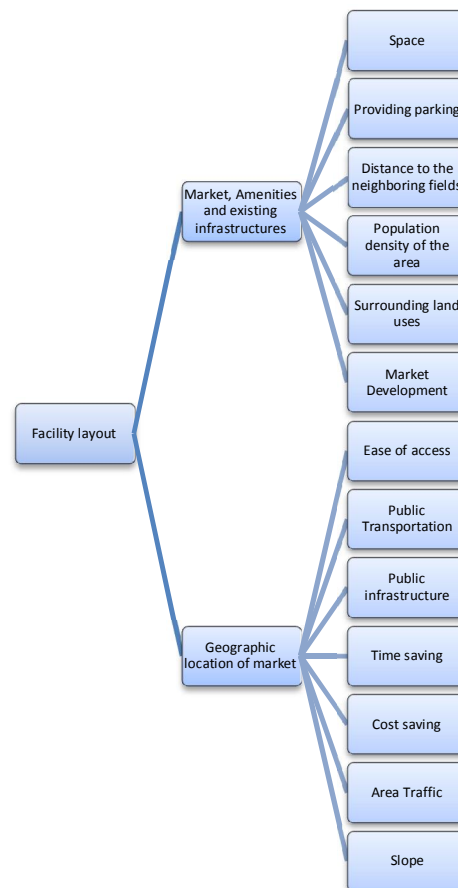 Facility layout
Market, Amenities
and existing
infrastructures
Space
Providing parking
Distance to the
neighboring fields
Population
density of the
area
Surrounding land
uses
Market
Development
Geographic
location of market
Ease of access
Public
Transportation
Public
infrastructure
Time saving
Cost saving
Area Traffic
Slope